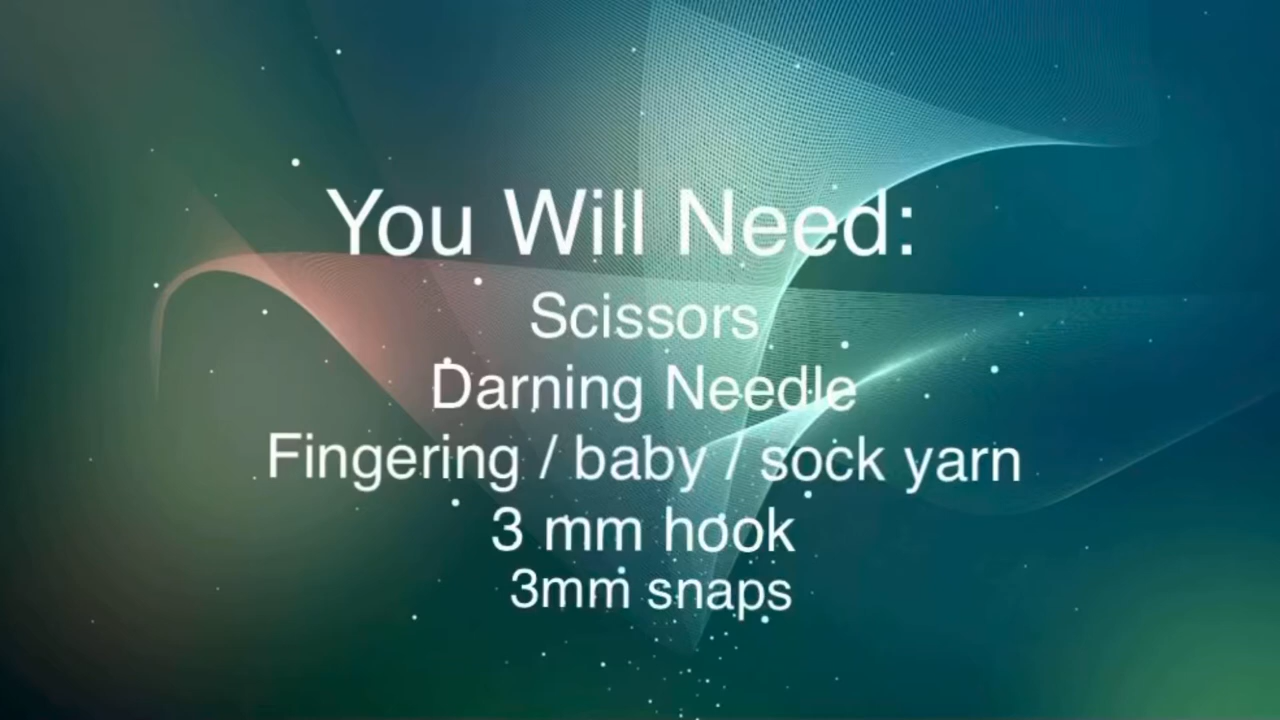 You Will Need:
Scissors
Darning Needle
Fingering / baby / sock yarn
3 mm hook
3mm snaps